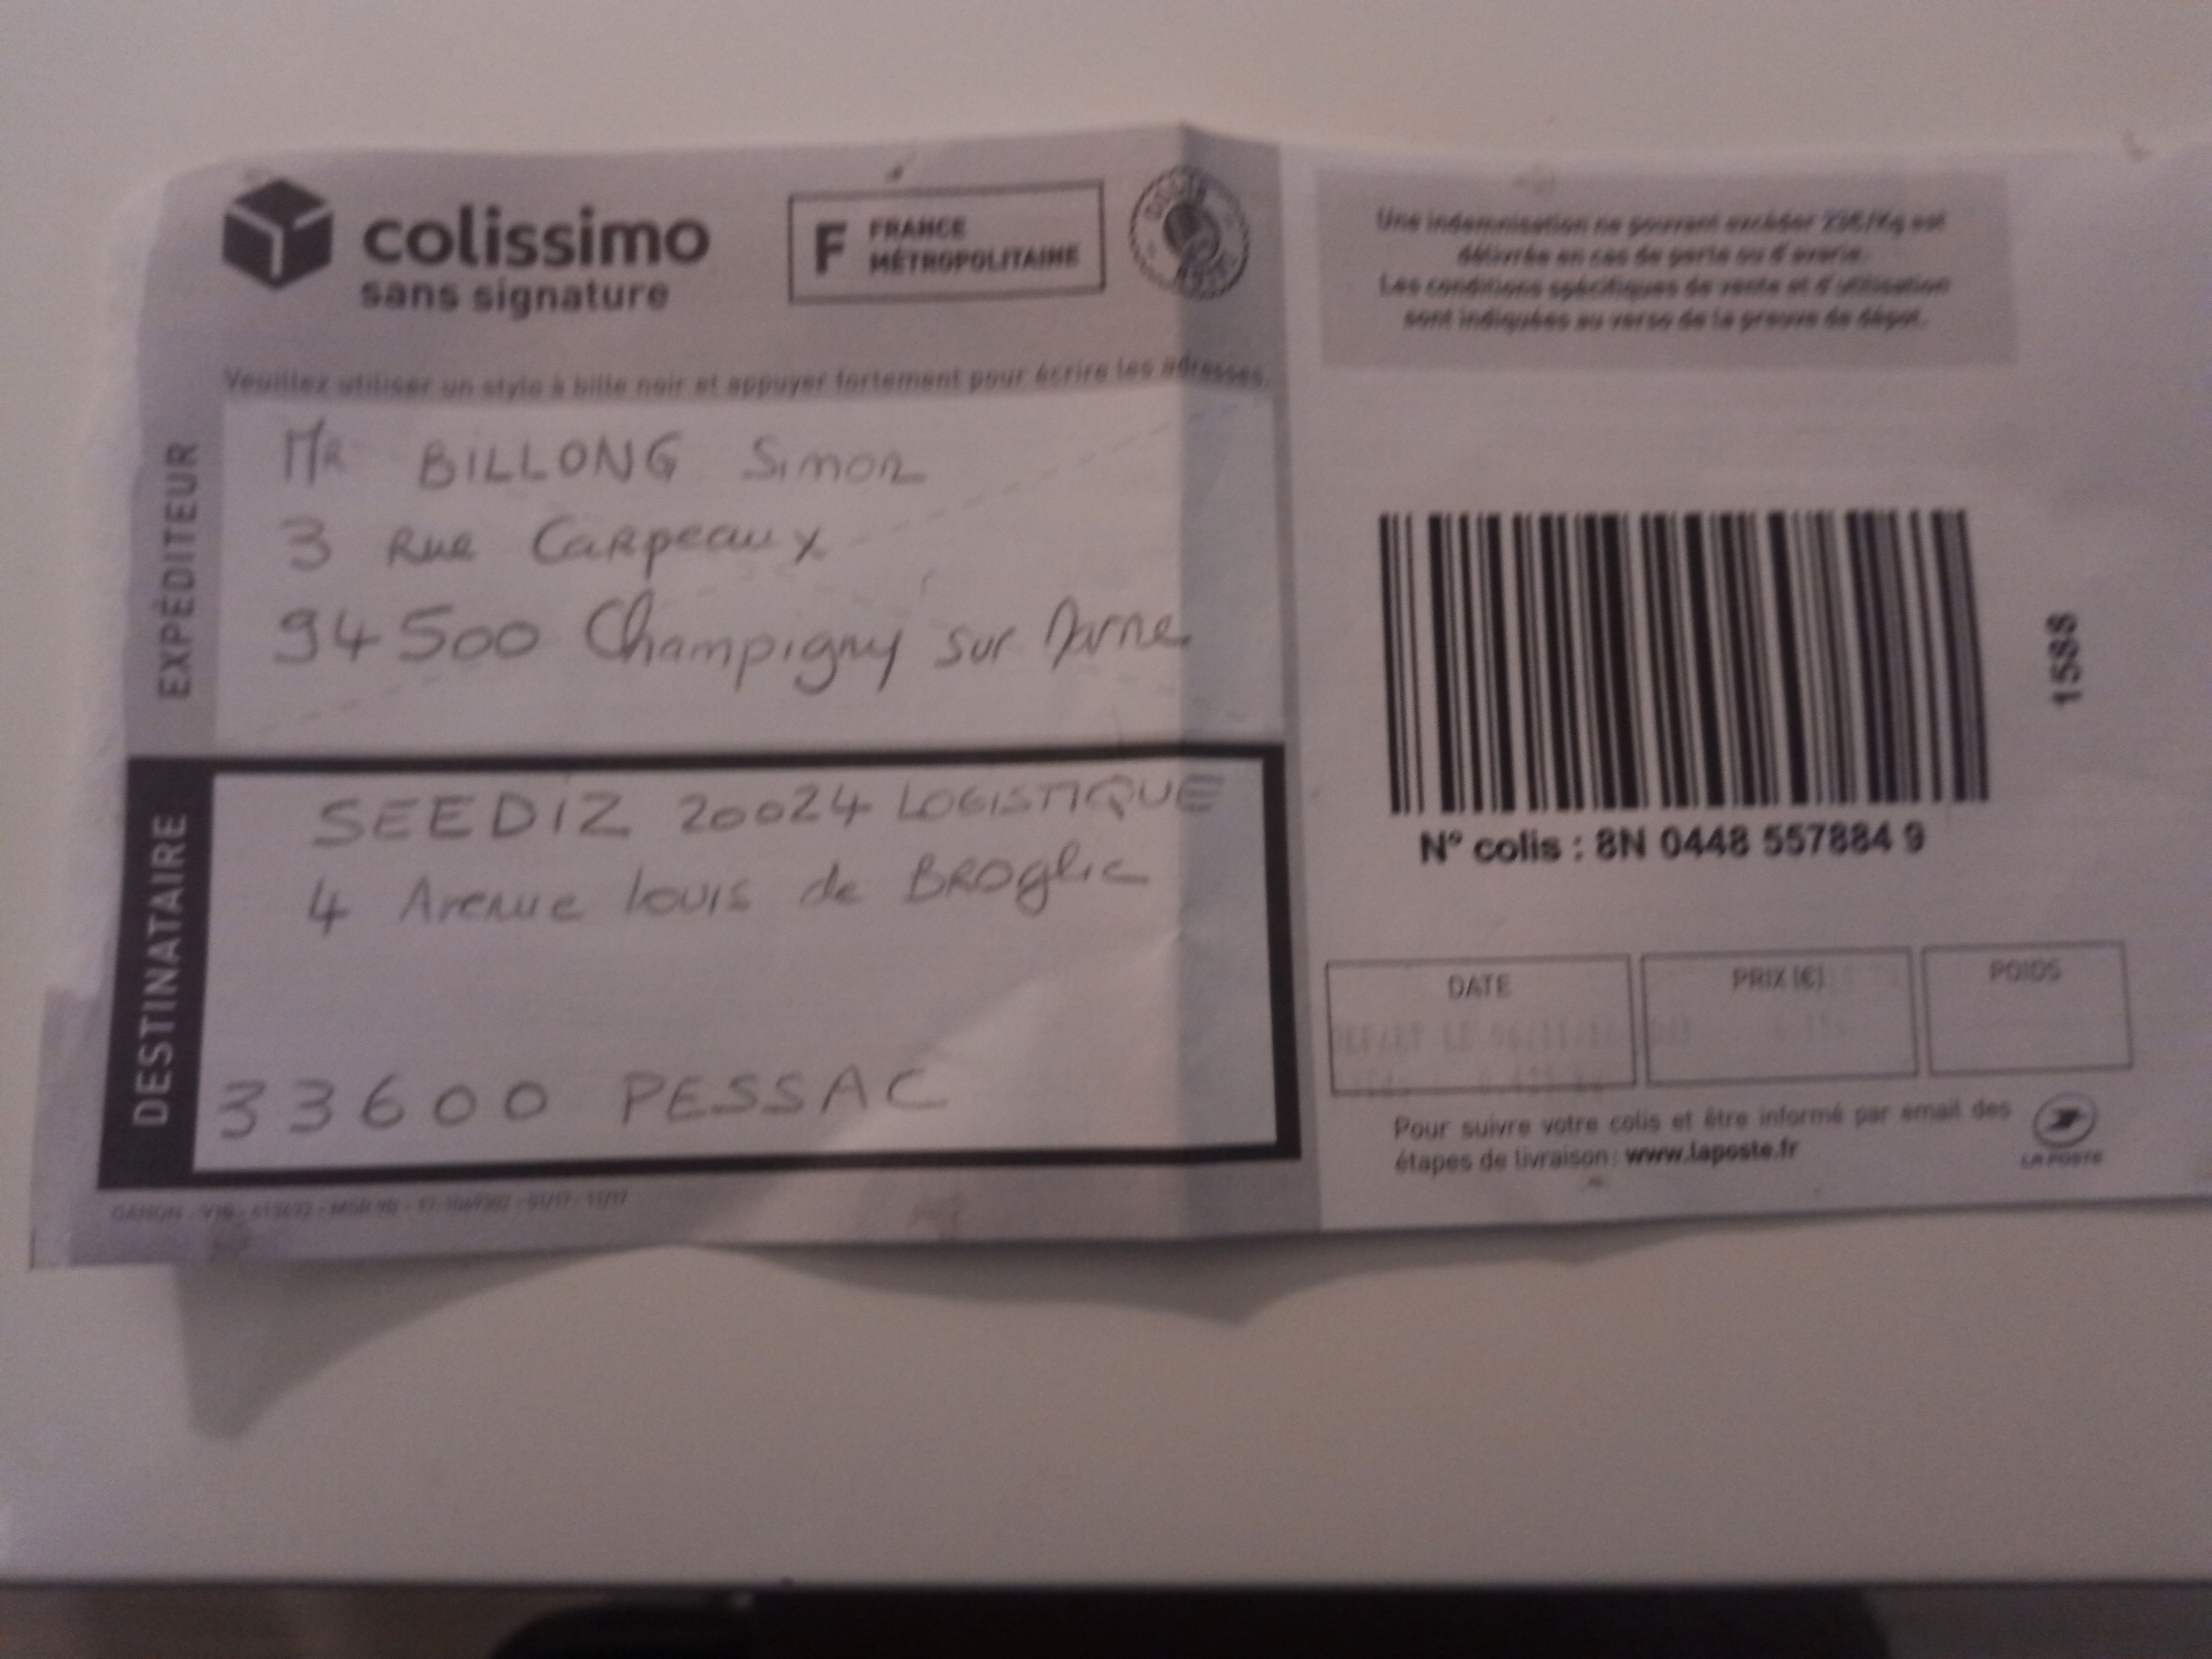 colissimo
sans signature
F FRANCE
MÉTROPOLITAINE
Veuillez utiliser un stylo à bille noir et appuyer fortement pour écrire les adresses.
EXPÉDITEUR
MR BILLONG Simon
3 Rue Carpeaux
94500 Champigny sur Marne
DESTINATAIRE
SEEDIZ 20024 LOGISTIQUE
4 Avenue Louis de BROglie
33600 PESSAC
Une indemnisation ne pouvant excéder 23€/Kg est
délivrée en cas de perte ou d'avarie.
Les conditions spécifiques de vente et d'utilisation
sont indiquées au verso de la preuve de dépôt.
1588
N° colis : 8N 0448 557884 9
DATE PRIX (€) POIDS
Pour suivre votre colis et être informé par email des
étapes de livraison : www.laposte.fr
LA POSTE